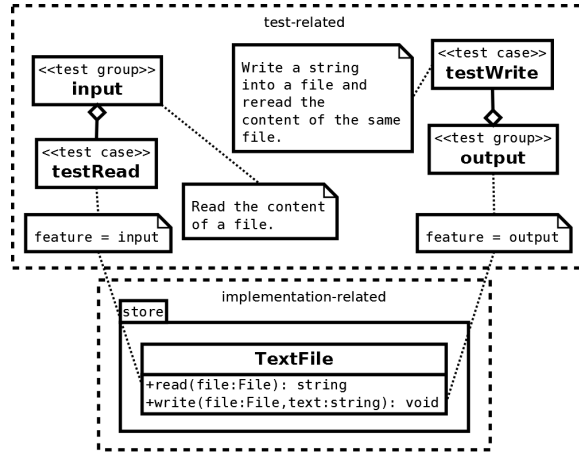 test-related
<<test group>>
input
<<test case>>
testRead
feature = input
Read the content
of a file.
Write a string
into a file and
reread the
content of the same
file.
<<test case>>
testWrite
<<test group>>
output
feature = output
implementation-related
store
TextFile
+read(file:File): string
+write(file:File,text:string): void